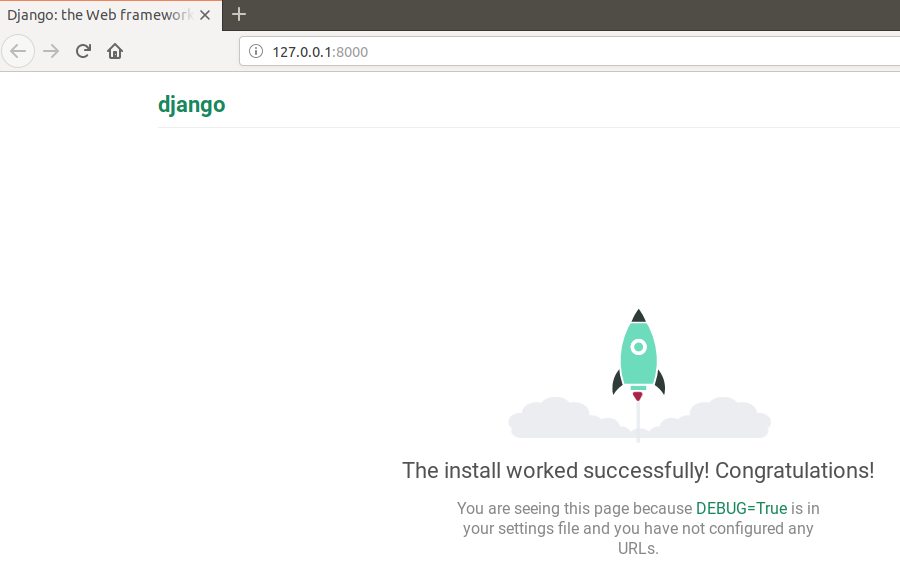 Django: the Web framework
127.0.0.1:8000
django
The install worked successfully! Congratulations!
You are seeing this page because DEBUG=True is in
your settings file and you have not configured any
URLs.